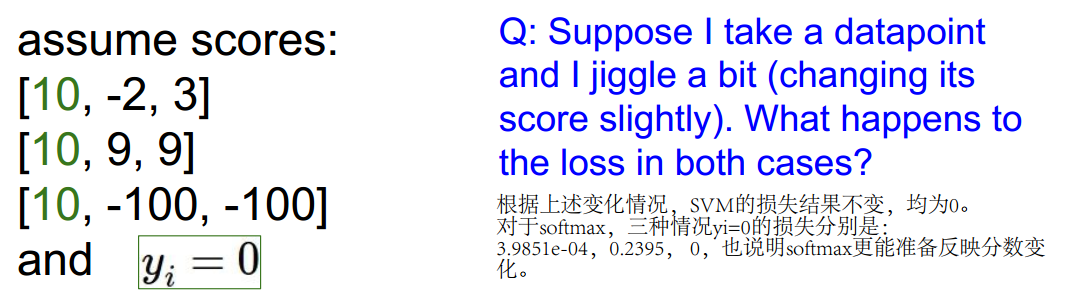 assume scores:
[10, -2, 3]
[10, 9, 9]
[10, -100, -100]
and y_i = 0
Q: Suppose I take a datapoint
and I jiggle a bit (changing its
score slightly). What happens to
the loss in both cases?
根据上述变化情况，SVM的损失结果不变，均为0。
对于softmax，三种情况yi=0的损失分别是：
3.9851e-04，0.2395， 0，也说明softmax更能准备反映分数变
化。